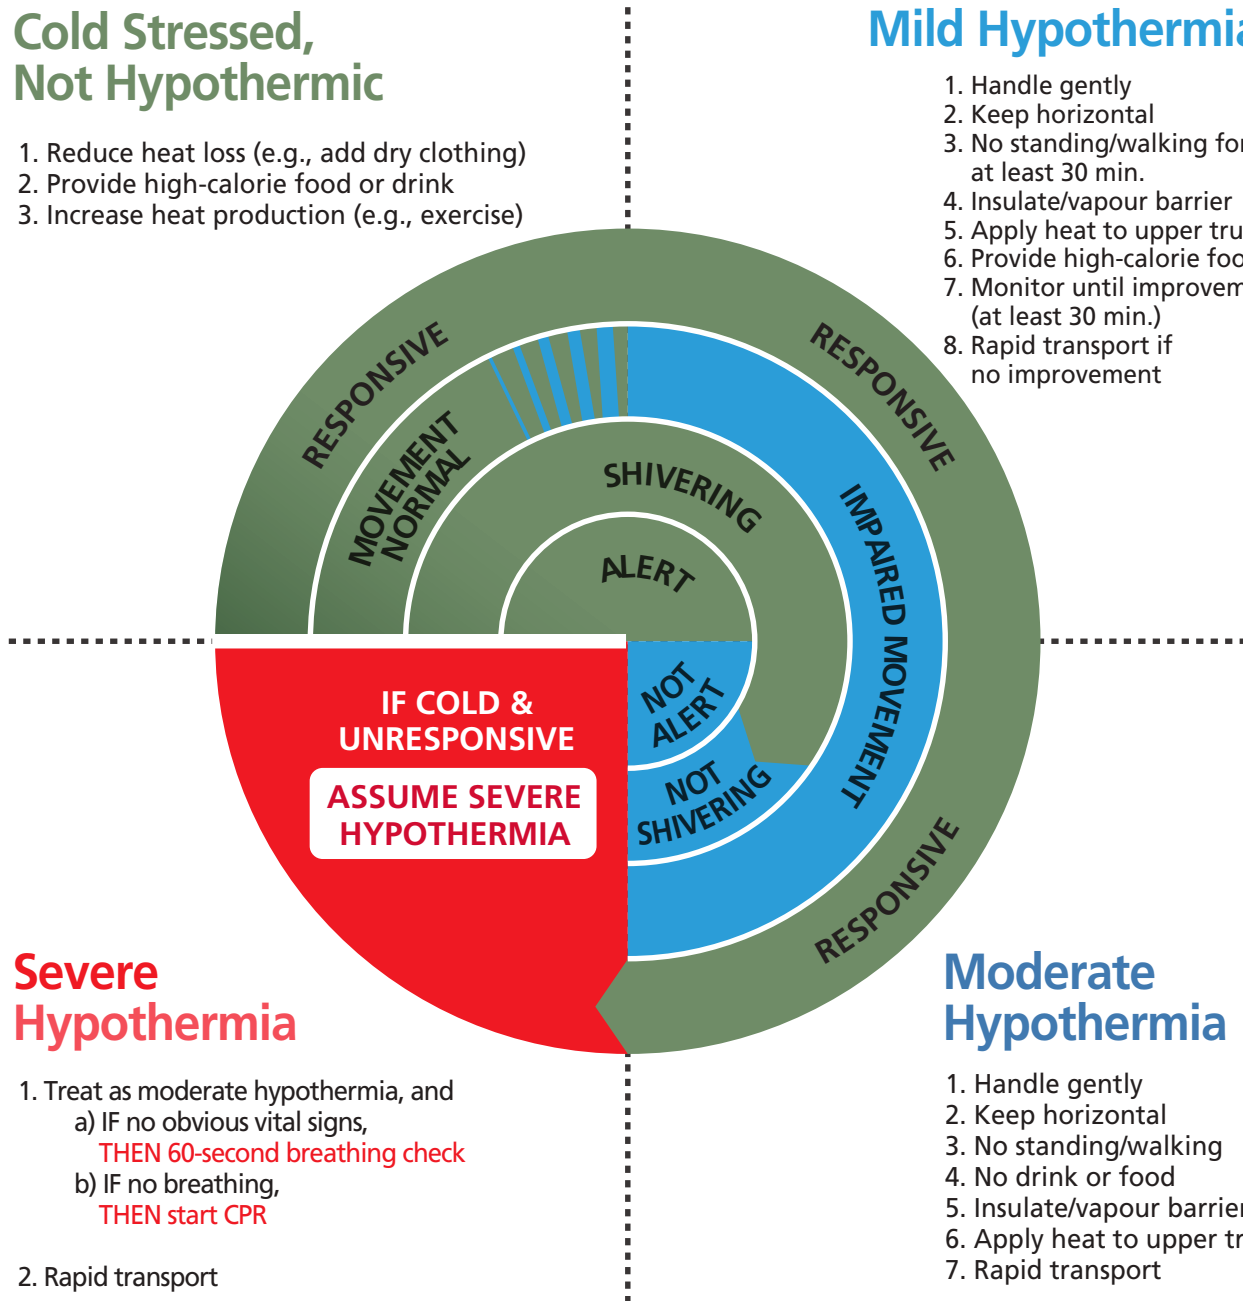 Cold Stressed,
Not Hypothermic
1. Reduce heat loss (e.g., add dry clothing)
2. Provide high-calorie food or drink
3. Increase heat production (e.g., exercise)
Mild Hypothermia
1. Handle gently
2. Keep horizontal
3. No standing/walking for
at least 30 min.
4. Insulate/vapour barrier
5. Apply heat to upper
6. Provide high-calorie
7. Monitor until
(at least 30 min.)
8. Rapid transport if
no improvement
RESPONSIVE
MOVEMENT
NORMAL
SHIVERING
ALERT
RESPONSIVE
IMPAIRED MOVEMENT
NOT
ALERT
NOT
SHIVERING
RESPONSIVE
IF COLD &
UNRESPONSIVE
ASSUME SEVERE
HYPOTHERMIA
Severe
Hypothermia
1. Treat as moderate hypothermia, and
a) IF no obvious vital signs,
THEN 60-second breathing check
b) IF no breathing,
THEN start CPR
2. Rapid transport
Moderate
Hypothermia
1. Handle gently
2. Keep horizontal
3. No standing/walking
4. No drink or food
5. Insulate/vapour barrier
6. Apply heat to upper
7. Rapid transport